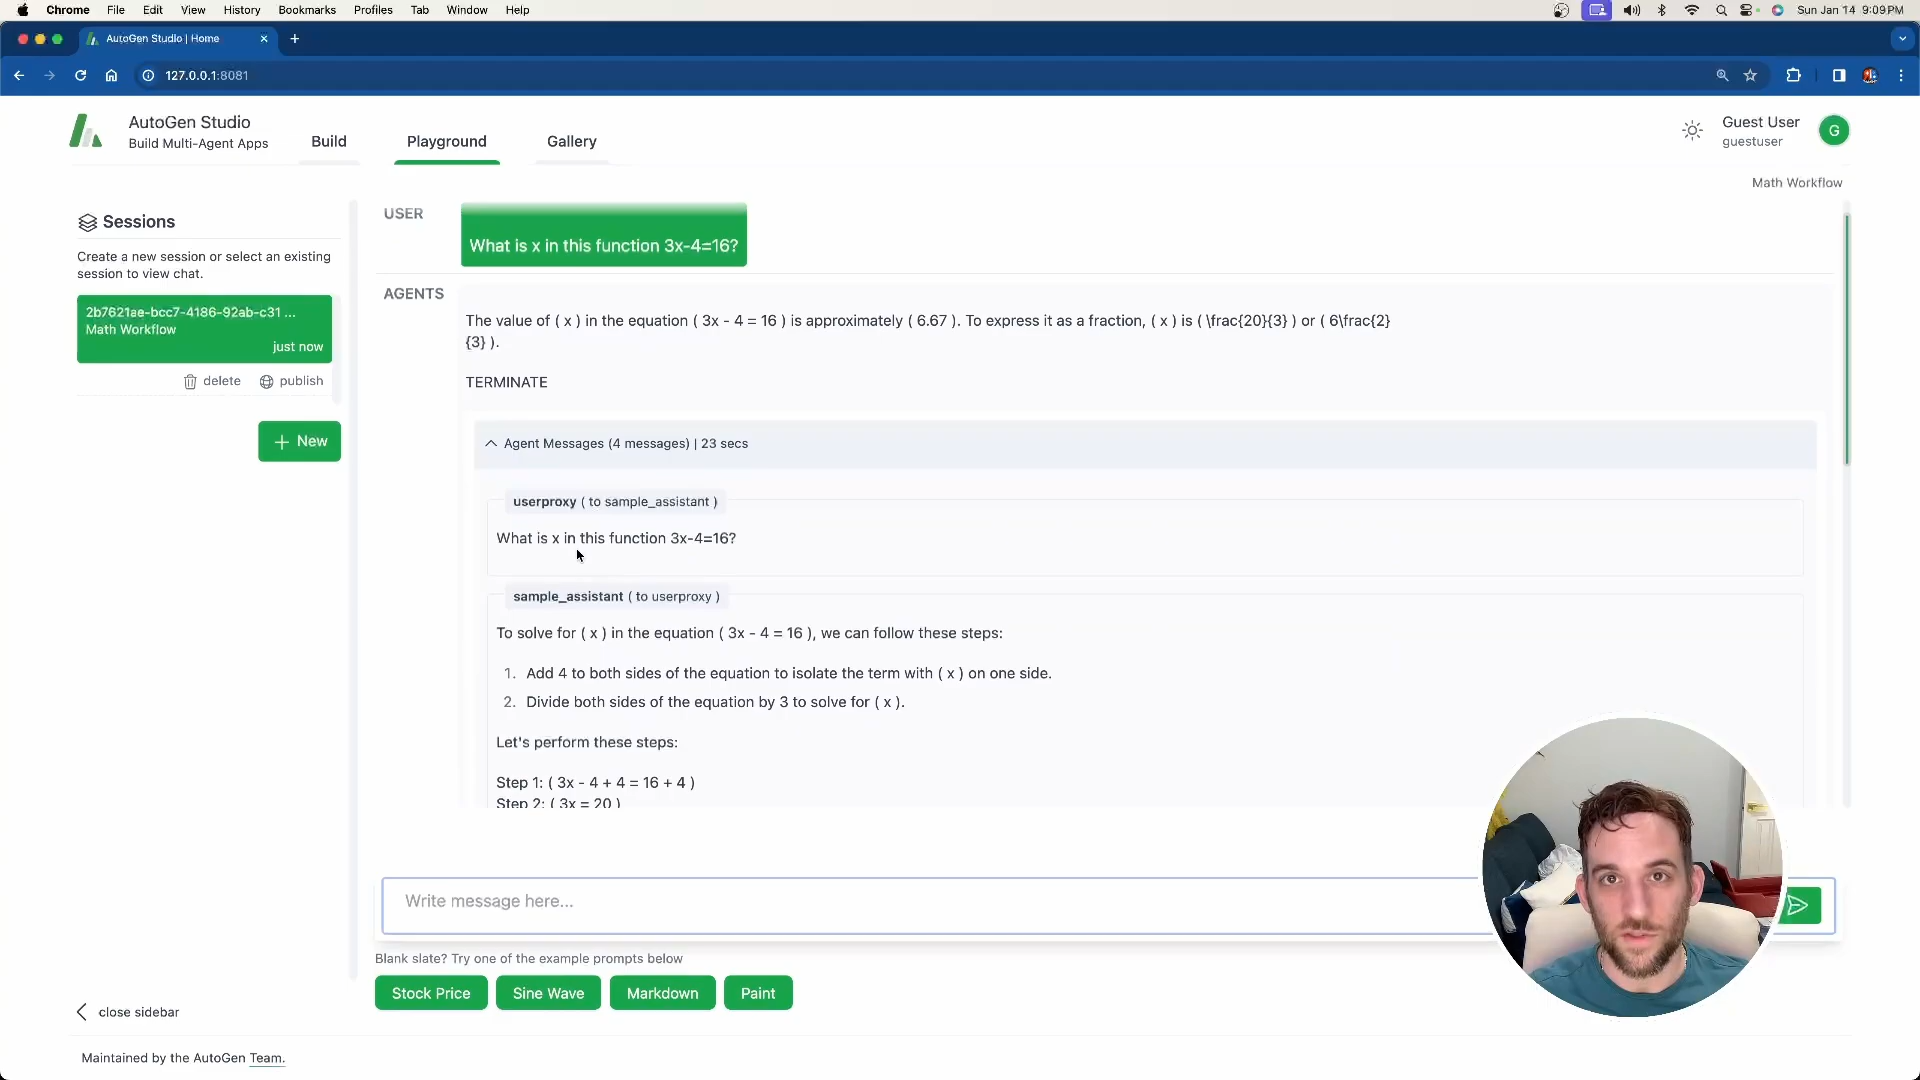 Chrome File Edit View History Bookmarks Profiles Tab Window Help Sun Jan 14 9:09 PM
AutoGen Studio | Home
127.0.0.1:8081
AutoGen Studio
Build Multi-Agent Apps
Build Playground Gallery
Guest User
guestuser
G
Math Workflow
Sessions
Create a new session or select an existing
session to view chat.
2b7621ae-bcc7-4186-92ab-c31 ...
Math Workflow
just now
delete publish
New
USER
What is x in this function 3x-4=16?
AGENTS
The value of ( x ) in the equation ( 3x - 4 = 16 ) is approximately ( 6.67 ). To express it as a fraction, ( x ) is ( \frac{20}{3} ) or ( 6\frac{2}
{3} ).
TERMINATE
Agent Messages (4 messages) | 23 secs
userproxy ( to sample_assistant )
What is x in this function 3x-4=16?
sample_assistant ( to userproxy )
To solve for ( x ) in the equation ( 3x - 4 = 16 ), we can follow these steps:
1. Add 4 to both sides of the equation to isolate the term with ( x ) on one side.
2. Divide both sides of the equation by 3 to solve for ( x ).
Let's perform these steps:
Step 1: ( 3x - 4 + 4 = 16 + 4 )
Step 2: ( 3x = 20 )
Write message here...
Blank slate? Try one of the example prompts below
Stock Price Sine Wave Markdown Paint
close sidebar
Maintained by the AutoGen Team.